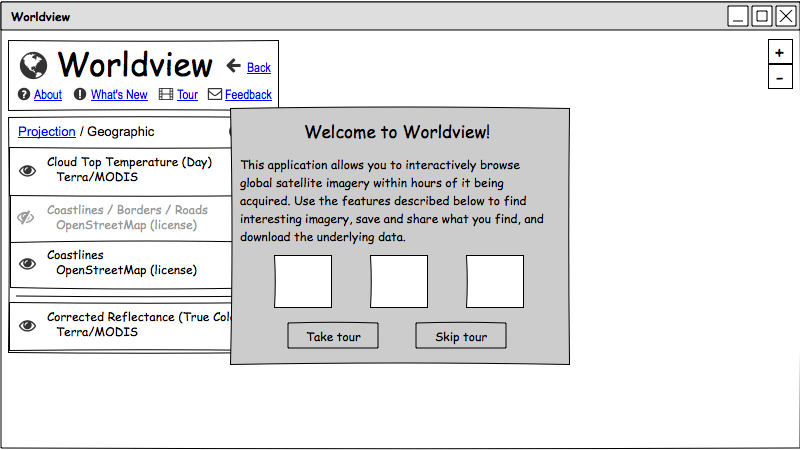 Worldview
Worldview
Back
About What's New Tour Feedback
Projection / Geographic
Cloud Top Temperature (Day)
Terra/MODIS
Coastlines / Borders / Roads
OpenStreetMap (license)
Coastlines
OpenStreetMap (license)
Corrected Reflectance (True
Terra/MODIS
+
-
Welcome to Worldview!
This application allows you to interactively browse
global satellite imagery within hours of it being
acquired. Use the features described below to find
interesting imagery, save and share what you find, and
download the underlying data.
Take tour
Skip tour